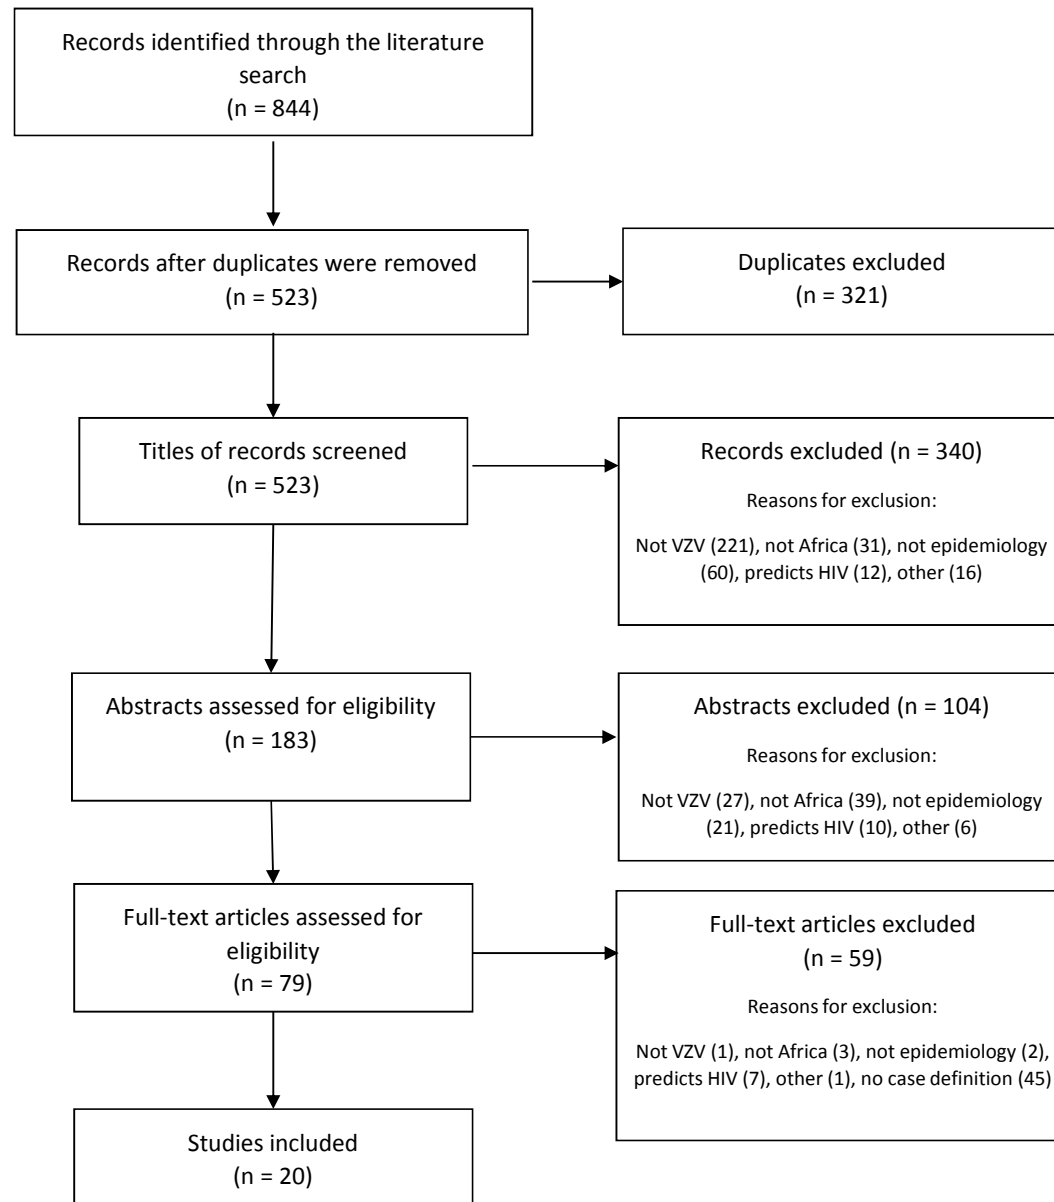 Records identified through the literature
search
(n = 844)
Records after duplicates were removed
(n = 523)
Duplicates excluded
(n = 321)
Titles of records screened
(n = 523)
Records excluded (n = 340)
Reasons for exclusion:
Not VZV (221), not Africa (31), not epidemiology
(60), predicts HIV (12), other (16)
Abstracts assessed for eligibility
(n = 183)
Abstracts excluded (n = 104)
Reasons for exclusion:
Not VZV (27), not Africa (39), not epidemiology
(21), predicts HIV (10), other (6)
Full-text articles assessed for
eligibility
(n = 79)
Full-text articles excluded
(n = 59)
Reasons for exclusion:
Not VZV (1), not Africa (3), not epidemiology (2),
predicts HIV (7), other (1), no case definition (45)
Studies included
(n = 20)